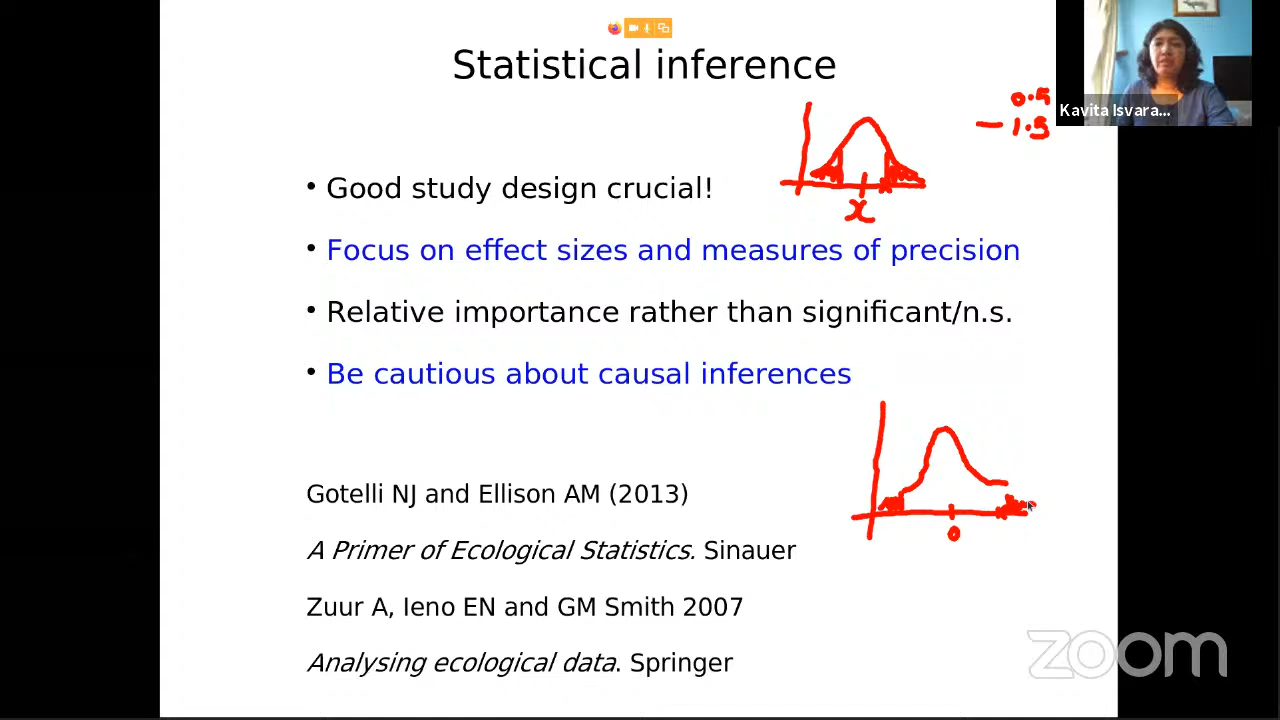 Statistical inference
0.5
Kavita Isvara...
– 1.5
• Good study design crucial!
x
• Focus on effect sizes and measures of precision
• Relative importance rather than significant/n.s.
• Be cautious about causal inferences
Gotelli NJ and Ellison AM (2013)
0
A Primer of Ecological Statistics. Sinauer
Zuur A, Ieno EN and GM Smith 2007
Analysing ecological data. Springer
zoom